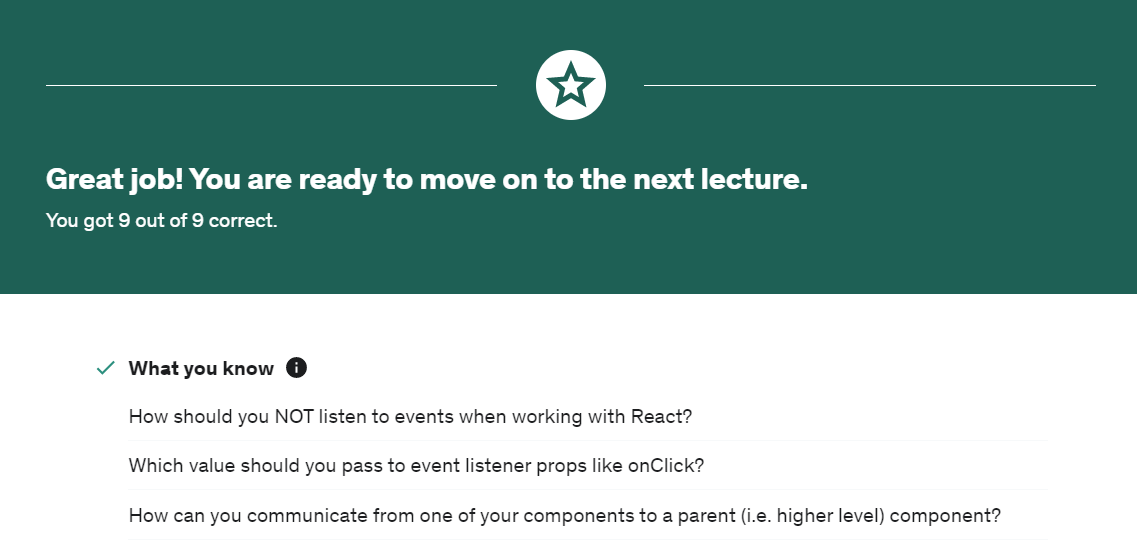 Great job! You are ready to move on to the next lecture.
You got 9 out of 9 correct.
What you know
How should you NOT listen to events when working with React?
Which value should you pass to event listener props like onClick?
How can you communicate from one of your components to a parent (i.e. higher level) component?